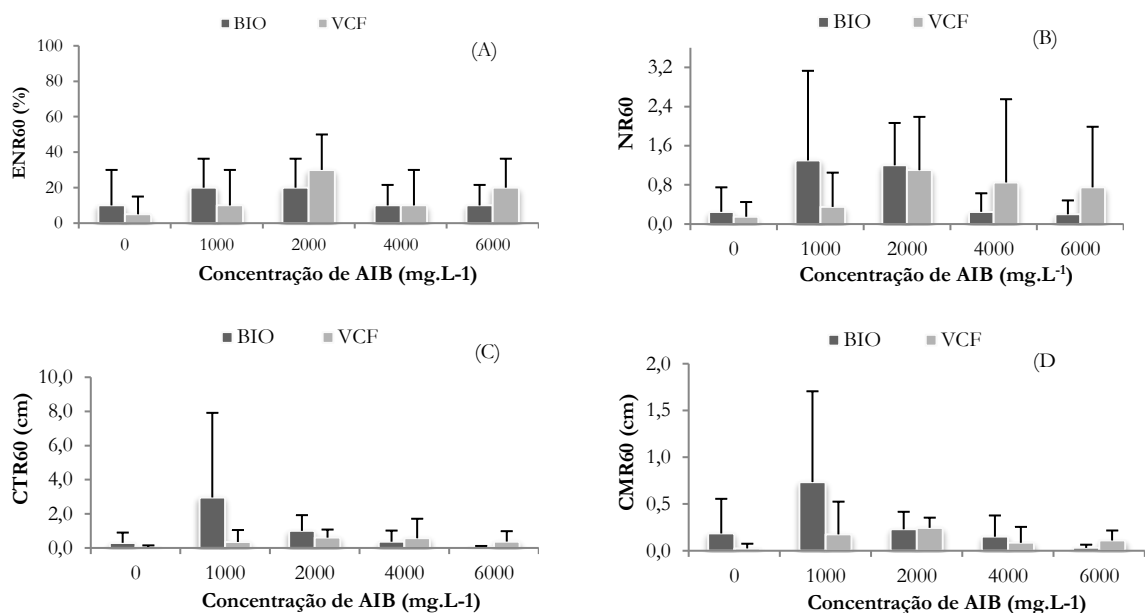 BIO VCF
(A)
ENR60 (%)
100
80
60
40
20
0
0 1000 2000 4000 6000
Concentração de AIB (mg.L-1)
BIO VCF
(B)
NR60
3,2
2,4
1,6
0,8
0,0
0 1000 2000 4000 6000
Concentração de AIB (mg.L-1)
BIO VCF
(C)
CTR60 (cm)
10,0
8,0
6,0
4,0
2,0
0,0
0 1000 2000 4000 6000
Concentração de AIB (mg.L-1)
BIO VCF
(D
CMR60 (cm)
2,0
1,5
1,0
0,5
0,0
0 1000 2000 4000 6000
Concentração de AIB (mg.L-1)